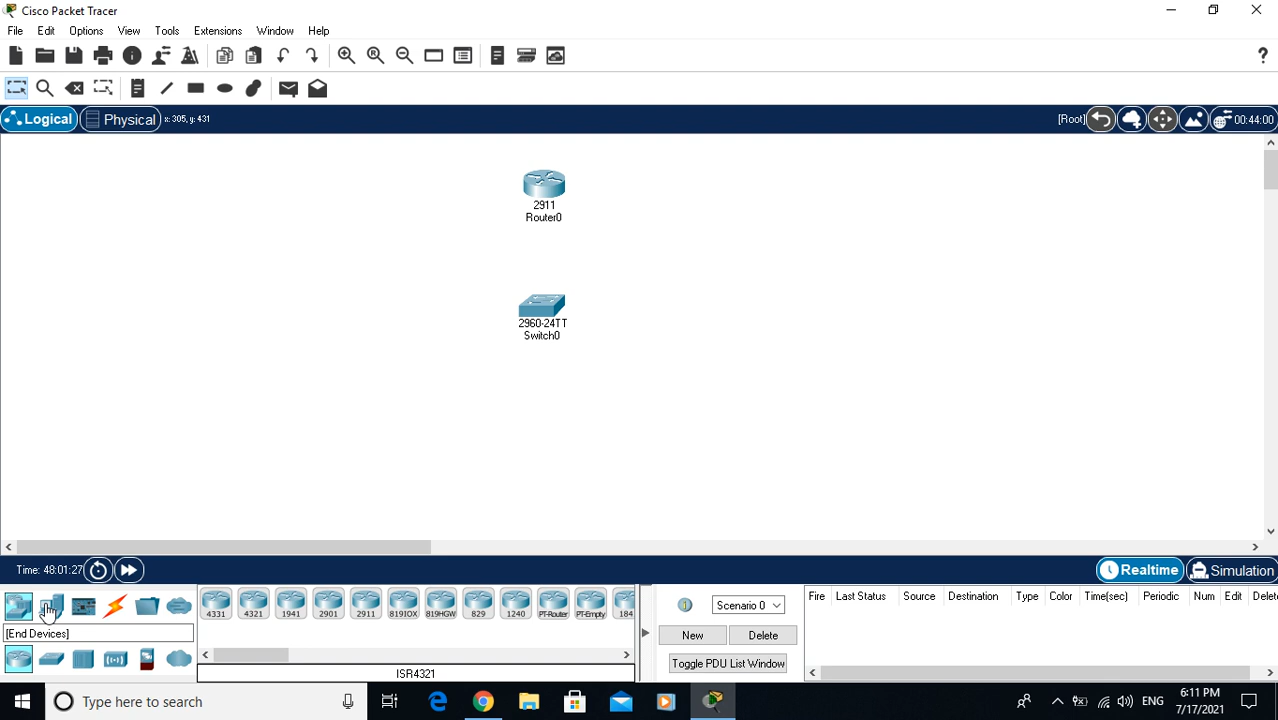 Cisco Packet Tracer
File Edit Options View Tools Extensions Window Help
?
Logical Physical x: 305, y: 431 [Root] 00:44:00
2911
Router0
2960-24TT
Switch0
Time: 48:01:27 Realtime Simulation
4331 4321 1941 2901 2911 819IOX 819HGW 829 1240 PT-Router PT-Empty 184
[End Devices]
ISR4321
Scenario 0
New Delete
Toggle PDU List Window
Fire Last Status Source Destination Type Color Time(sec) Periodic Num Edit Delet
Type here to search
ENG
6:11 PM
7/17/2021